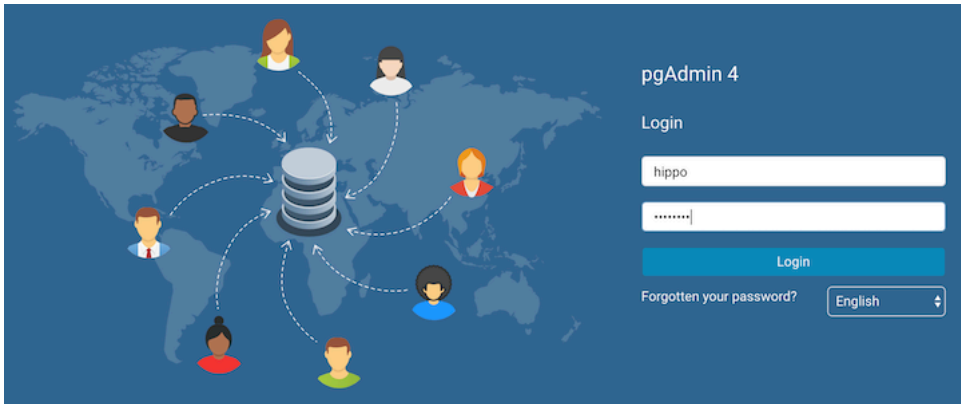 pgAdmin 4
Login
hippo
••••••••
Login
Forgotten your password?
English